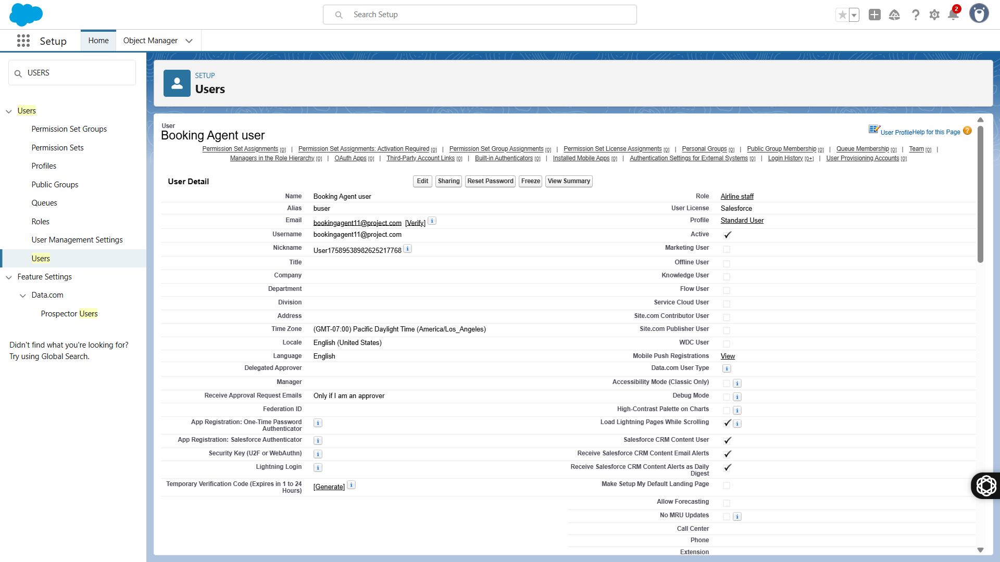 Search Setup
2
Setup
Home
Object Manager
USERS
Users
Permission Set Groups
Permission Sets
Profiles
Public Groups
Queues
Roles
User Management Settings
Users
Feature Settings
Data.com
Prospector Users
Didn't find what you're looking for?
Try using Global Search.
SETUP
Users
User
Booking Agent user
User Profile
Help for this Page
Permission Set Assignments [0] | Permission Set Assignments: Activation Required [0] | Permission Set Group Assignments [0] | Permission Set License Assignments [0] | Personal Groups [0] | Public Group Membership [0] | Queue Membership [0] | Team [0] |
Managers in the Role Hierarchy [0] | OAuth Apps [0] | Third-Party Account Links [0] | Built-in Authenticators [0] | Installed Mobile Apps [0] | Authentication Settings for External Systems [0] | Login History [0+] | User Provisioning Accounts [0]
User Detail
Edit Sharing Reset Password Freeze View Summary
Name Booking Agent user Role Airline staff
Alias buser User License Salesforce
Email bookingagent11@project.com [Verify] Profile Standard User
Username bookingagent11@project.com Active
Nickname User17589538982625217768 Marketing User
Title Offline User
Company Knowledge User
Department Flow User
Division Service Cloud User
Address Site.com Contributor User
Time Zone (GMT-07:00) Pacific Daylight Time (America/Los_Angeles) Site.com Publisher User
Locale English (United States) WDC User
Language English Mobile Push Registrations View
Delegated Approver Data.com User Type
Manager Accessibility Mode (Classic Only)
Receive Approval Request Emails Only if I am an approver Debug Mode
Federation ID High-Contrast Palette on Charts
App Registration: One-Time Password Authenticator Load Lightning Pages While Scrolling
App Registration: Salesforce Authenticator Salesforce CRM Content User
Security Key (U2F or WebAuthn) Receive Salesforce CRM Content Email Alerts
Lightning Login Receive Salesforce CRM Content Alerts as Daily Digest
Temporary Verification Code (Expires in 1 to 24 Hours) [Generate] Make Setup My Default Landing Page
Allow Forecasting
No MRU Updates
Call Center
Phone
Extension